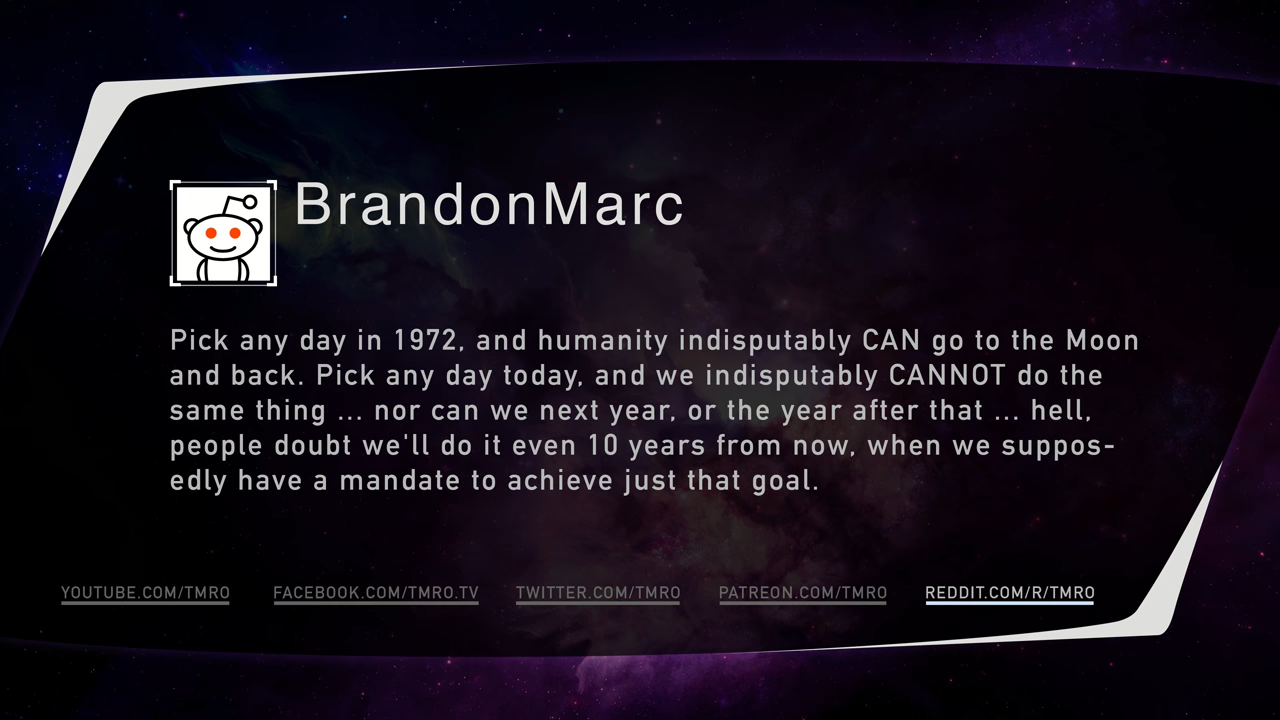 BrandonMarc
Pick any day in 1972, and humanity indisputably CAN go to the Moon
and back. Pick any day today, and we indisputably CANNOT do the
same thing ... nor can we next year, or the year after that ... hell,
people doubt we'll do it even 10 years from now, when we suppos-
edly have a mandate to achieve just that goal.
YOUTUBE.COM/TMRO FACEBOOK.COM/TMRO.TV TWITTER.COM/TMRO PATREON.COM/TMRO REDDIT.COM/R/TMRO